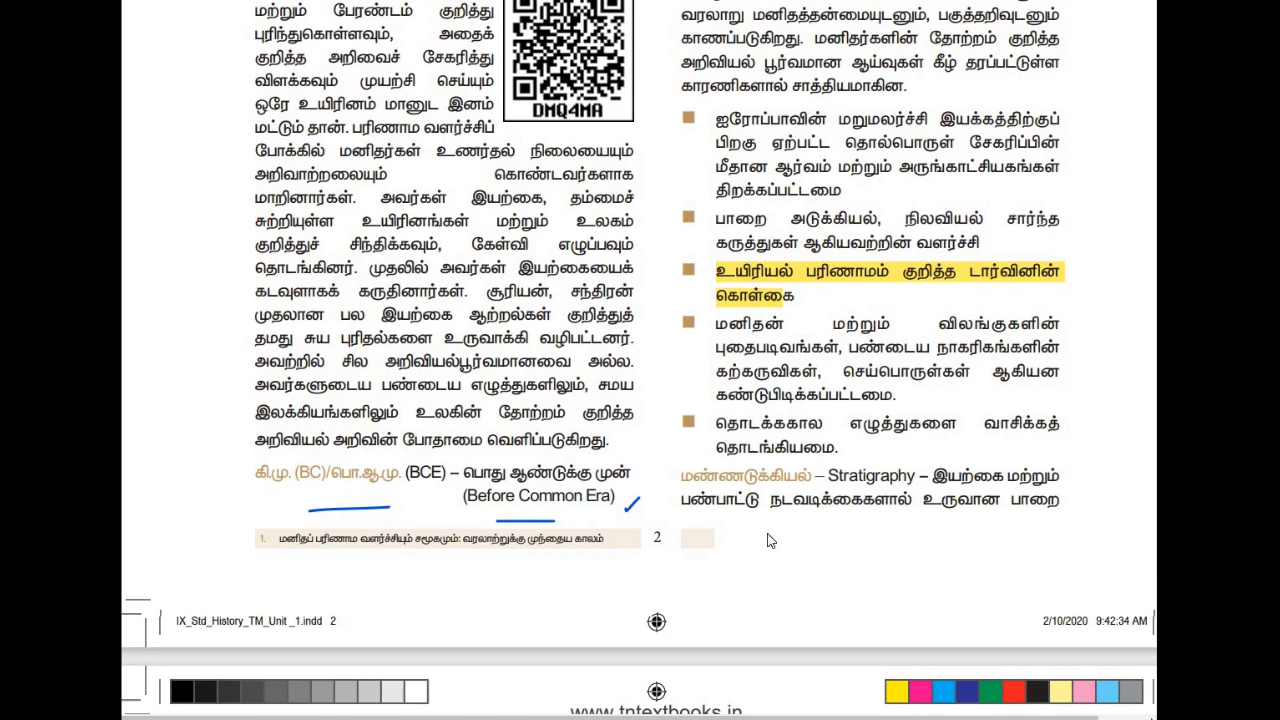 மற்றும் பேரண்டம் குறித்து
புரிந்துகொள்ளவும், அதைக்
குறித்த அறிவைச் சேகரித்து
விளக்கவும் முயற்சி செய்யும்
ஒரே உயிரினம் மானுட இனம்
மட்டும் தான். பரிணாம வளர்ச்சிப்
போக்கில் மனிதர்கள் உணர்தல் நிலையையும்
அறிவாற்றலையும் கொண்டவர்களாக
மாறினார்கள். அவர்கள் இயற்கை, தம்மைச்
சுற்றியுள்ள உயிரினங்கள் மற்றும் உலகம்
குறித்துச் சிந்திக்கவும், கேள்வி எழுப்பவும்
தொடங்கினர். முதலில் அவர்கள் இயற்கையைக்
கடவுளாகக் கருதினார்கள். சூரியன், சந்திரன்
முதலான பல இயற்கை ஆற்றல்கள் குறித்துத்
தமது சுய புரிதல்களை உருவாக்கி வழிபட்டனர்.
அவற்றில் சில அறிவியல்பூர்வமானவை அல்ல.
அவர்களுடைய பண்டைய எழுத்துகளிலும், சமய
இலக்கியங்களிலும் உலகின் தோற்றம் குறித்த
அறிவியல் அறிவின் போதாமை வெளிப்படுகிறது.
கி.மு. (BC)/பொ.ஆ.மு. (BCE) – பொது ஆண்டுக்கு முன்
(Before Common Era)
DMQ4MA
வரலாறு மனிதத்தன்மையுடனும், பகுத்தறிவுடனும்
காணப்படுகிறது. மனிதர்களின் தோற்றம் குறித்த
அறிவியல் பூர்வமான ஆய்வுகள் கீழ் தரப்பட்டுள்ள
காரணிகளால் சாத்தியமாகின.
ஐரோப்பாவின் மறுமலர்ச்சி இயக்கத்திற்குப்
பிறகு ஏற்பட்ட தொல்பொருள் சேகரிப்பின்
மீதான ஆர்வம் மற்றும் அருங்காட்சியகங்கள்
திறக்கப்பட்டமை
பாறை அடுக்கியல், நிலவியல் சார்ந்த
கருத்துகள் ஆகியவற்றின் வளர்ச்சி
உயிரியல் பரிணாமம் குறித்த டார்வினின்
கொள்கை
மனிதன் மற்றும் விலங்குகளின்
புதைபடிவங்கள், பண்டைய நாகரிகங்களின்
கற்கருவிகள், செய்பொருள்கள் ஆகியன
கண்டுபிடிக்கப்பட்டமை.
தொடக்ககால எழுத்துகளை வாசிக்கத்
தொடங்கியமை.
மண்ணடுக்கியல் – Stratigraphy – இயற்கை மற்றும்
பண்பாட்டு நடவடிக்கைகளால் உருவான பாறை
1. மனிதப் பரிணாம வளர்ச்சியும் சமூகமும்: வரலாற்றுக்கு முந்தைய காலம்
2
IX_Std_History_TM_Unit _1.indd 2
2/10/2020 9:42:34 AM
www.tntextbooks.in